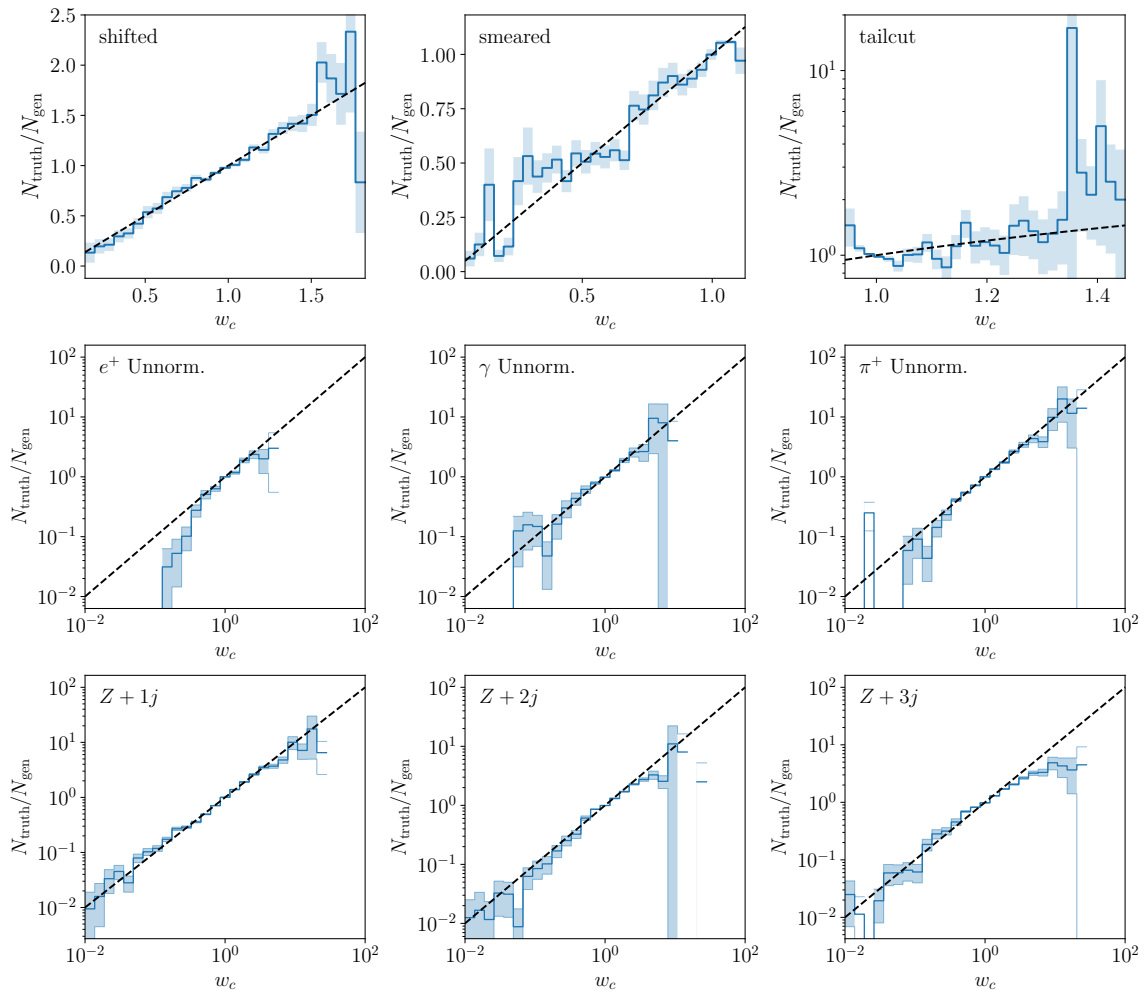 shifted
N_truth/N_gen
2.5
2.0
1.5
1.0
0.5
0.0
0.5 1.0 1.5
w_c
smeared
N_truth/N_gen
1.00
0.75
0.50
0.25
0.00
0.5 1.0
w_c
tailcut
N_truth/N_gen
10^1
10^0
1.0 1.2 1.4
w_c
e^+ Unnorm.
N_truth/N_gen
10^2
10^1
10^0
10^−1
10^−2
10^−2 10^0 10^2
w_c
γ Unnorm.
N_truth/N_gen
10^2
10^1
10^0
10^−1
10^−2
10^−2 10^0 10^2
w_c
π^+ Unnorm.
N_truth/N_gen
10^2
10^1
10^0
10^−1
10^−2
10^−2 10^0 10^2
w_c
Z + 1j
N_truth/N_gen
10^2
10^1
10^0
10^−1
10^−2
10^−2 10^0 10^2
w_c
Z + 2j
N_truth/N_gen
10^2
10^1
10^0
10^−1
10^−2
10^−2 10^0 10^2
w_c
Z + 3j
N_truth/N_gen
10^2
10^1
10^0
10^−1
10^−2
10^−2 10^0 10^2
w_c